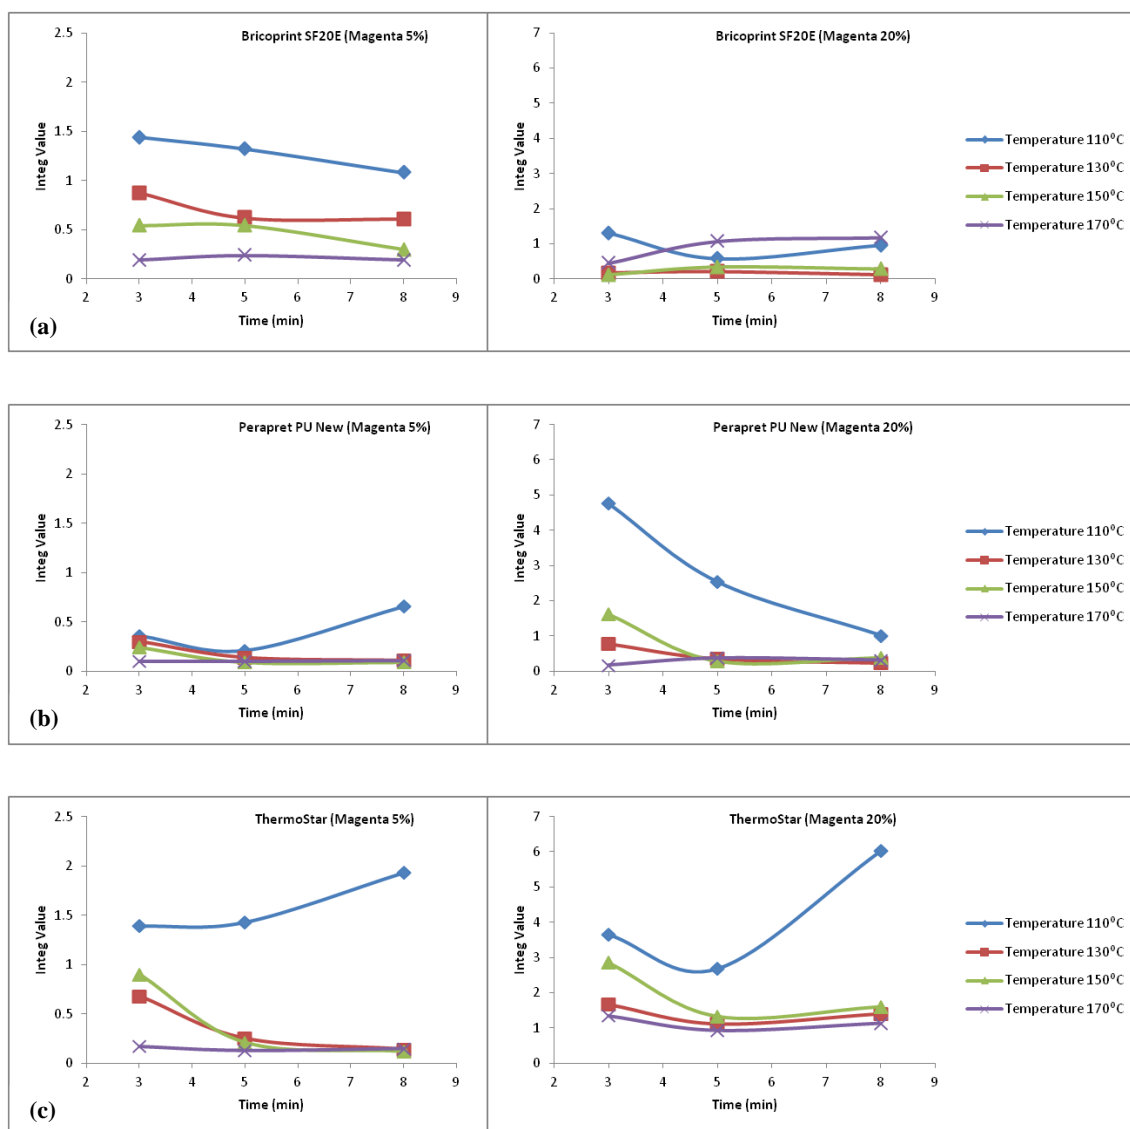 Bricoprint SF20E (Magenta 5%)
2.5
2
1.5
1
0.5
0
Integ Value
2 3 4 5 6 7 8 9
Time (min)
(a)
Bricoprint SF20E (Magenta 20%)
7
6
5
4
3
2
1
0
Integ Value
2 3 4 5 6 7 8 9
Time (min)
Temperature 110⁰C
Temperature 130⁰C
Temperature 150⁰C
Temperature 170⁰C
Perapret PU New (Magenta 5%)
2.5
2
1.5
1
0.5
0
Integ Value
2 3 4 5 6 7 8 9
Time (min)
(b)
Perapret PU New (Magenta 20%)
7
6
5
4
3
2
1
0
Integ Value
2 3 4 5 6 7 8 9
Time (min)
Temperature 110⁰C
Temperature 130⁰C
Temperature 150⁰C
Temperature 170⁰C
ThermoStar (Magenta 5%)
2.5
2
1.5
1
0.5
0
Integ Value
2 3 4 5 6 7 8 9
Time (min)
(c)
ThermoStar (Magenta 20%)
7
6
5
4
3
2
1
0
Integ Value
2 3 4 5 6 7 8 9
Time (min)
Temperature 110⁰C
Temperature 130⁰C
Temperature 150⁰C
Temperature 170⁰C